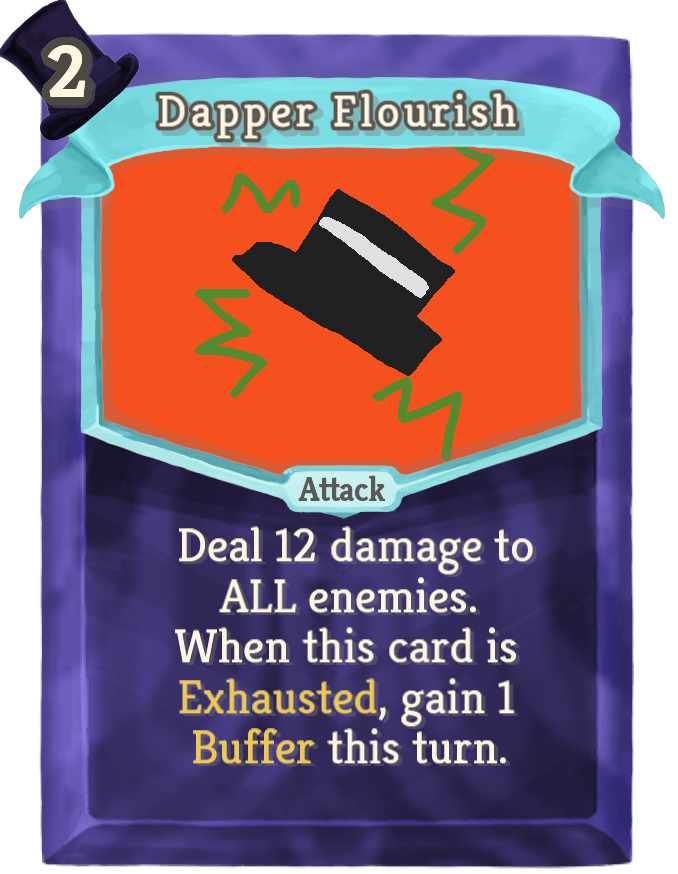 2
Dapper Flourish
Attack
Deal 12 damage to
ALL enemies.
When this card is
Exhausted, gain 1
Buffer this turn.